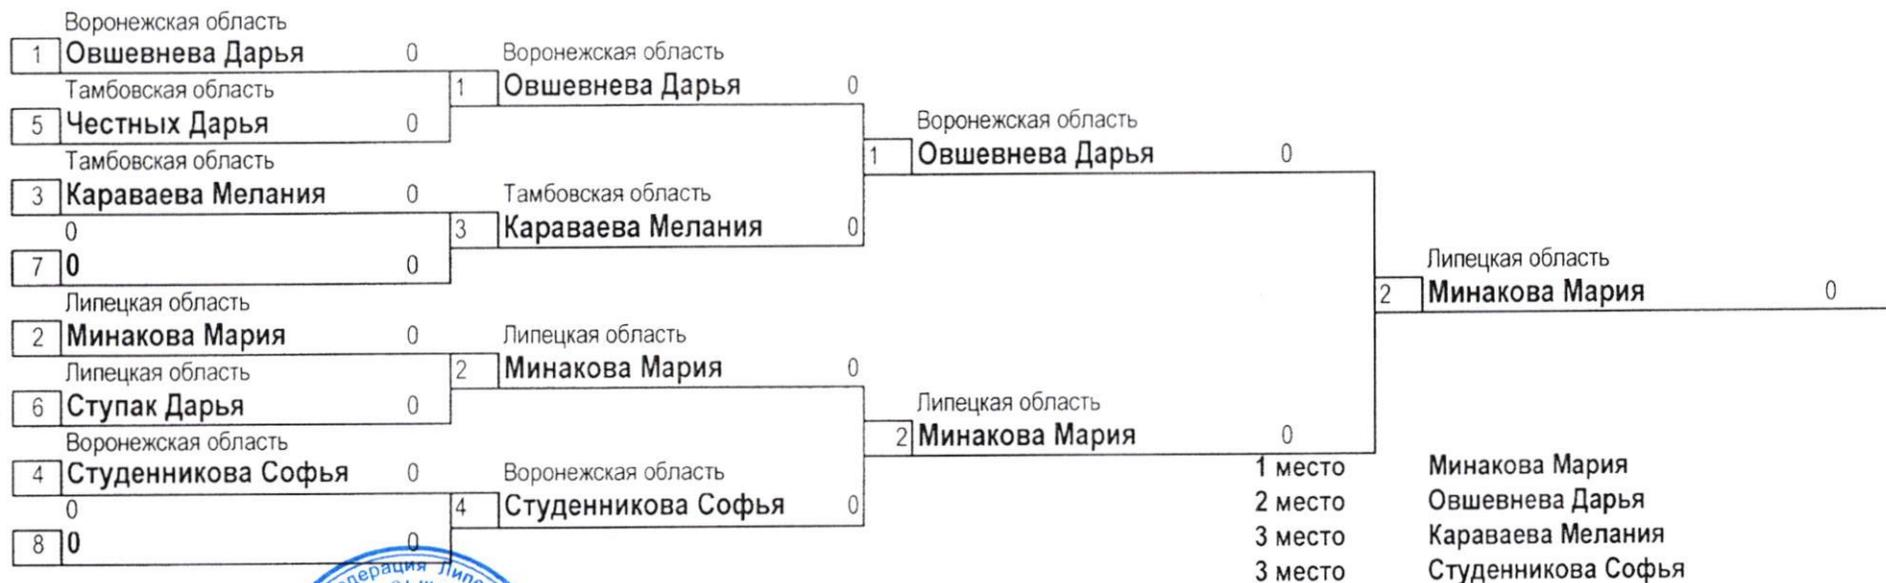 Воронежская область
1 Овшевнева Дарья 0
Тамбовская область
5 Честных Дарья 0
Тамбовская область
3 Караваева Мелания 0
0
7 0 0
Липецкая область
2 Минакова Мария 0
Липецкая область
6 Ступак Дарья 0
Воронежская область
4 Студенникова Софья 0
0
8 0 0
Воронежская область
1 Овшевнева Дарья 0
Тамбовская область
3 Караваева Мелания 0
Липецкая область
2 Минакова Мария 0
Воронежская область
4 Студенникова Софья 0
Воронежская область
1 Овшевнева Дарья 0
Липецкая область
2 Минакова Мария 0
Липецкая область
2 Минакова Мария 0
1 место Минакова Мария
2 место Овшевнева Дарья
3 место Караваева Мелания
3 место Студенникова Софья